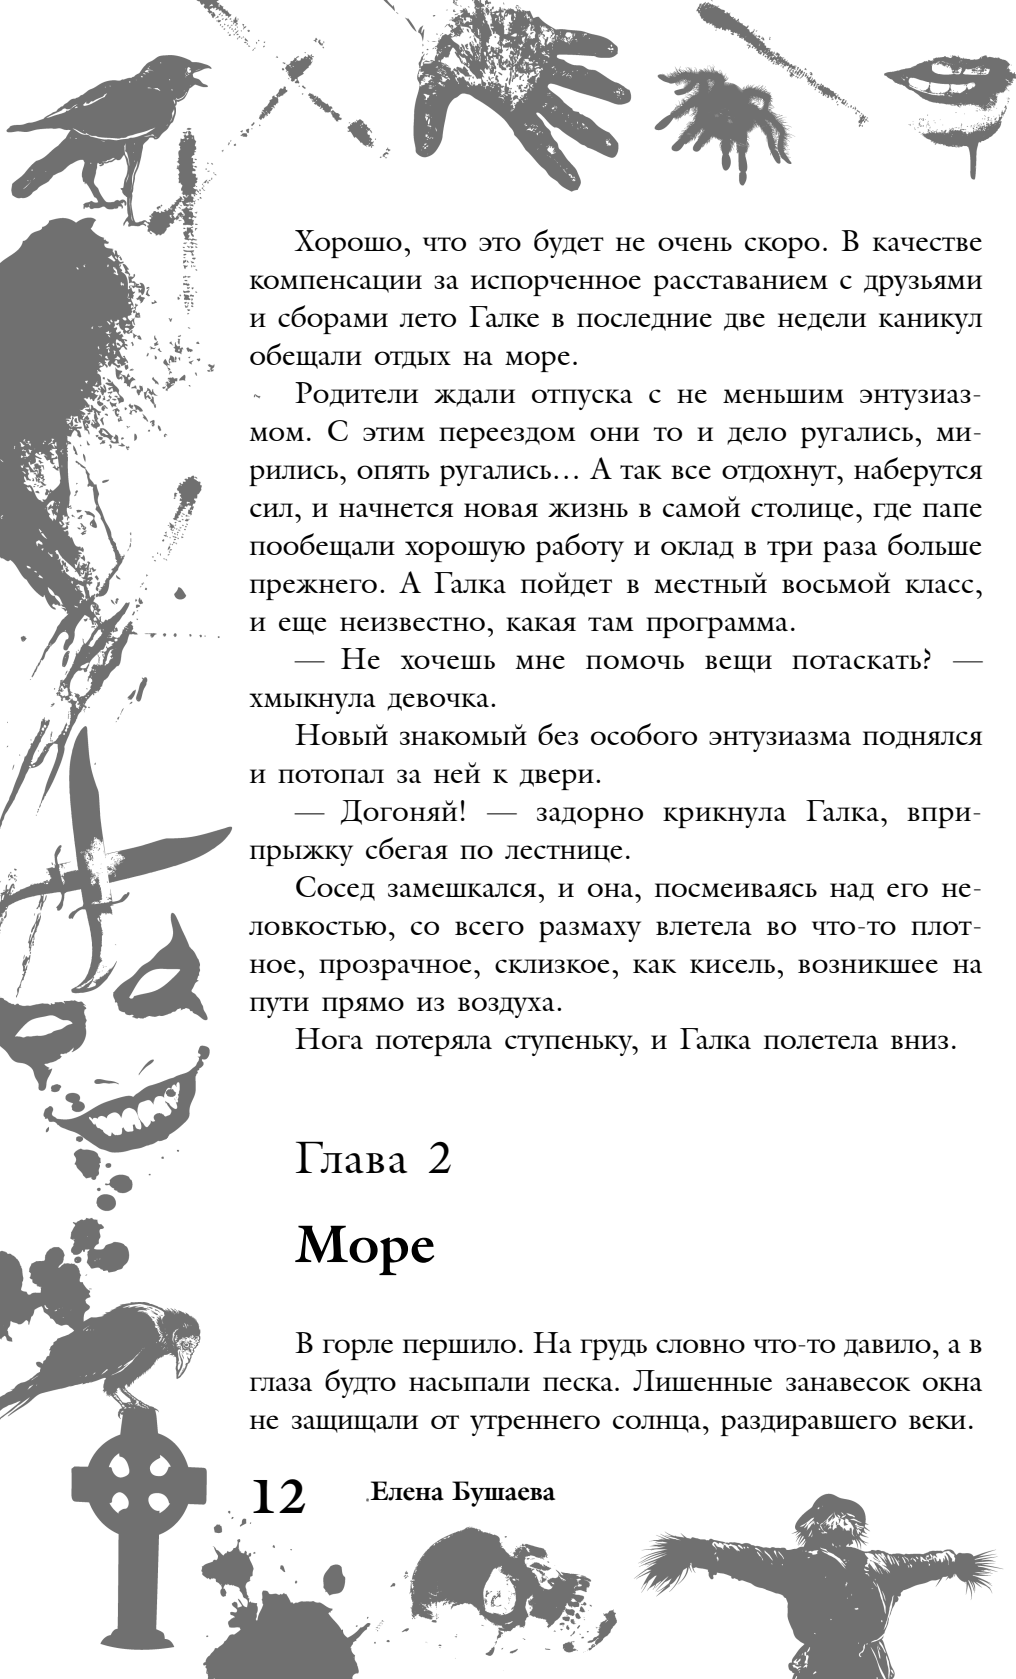 Хорошо, что это будет не очень скоро. В качестве
компенсации за испорченное расставанием с друзьями
и сборами лето Галке в последние две недели каникул
обещали отдых на море.
Родители ждали отпуска с не меньшим энтузиаз-
мом. С этим переездом они то и дело ругались, ми-
рились, опять ругались… А так все отдохнут, наберутся
сил, и начнется новая жизнь в самой столице, где папе
пообещали хорошую работу и оклад в три раза больше
прежнего. А Галка пойдет в местный восьмой класс,
и еще неизвестно, какая там программа.
— Не хочешь мне помочь вещи потаскать? —
хмыкнула девочка.
Новый знакомый без особого энтузиазма поднялся
и потопал за ней к двери.
— Догоняй! — задорно крикнула Галка, впри-
прыжку сбегая по лестнице.
Сосед замешкался, и она, посмеиваясь над его не-
ловкостью, со всего размаху влетела во что-то плот-
ное, прозрачное, склизкое, как кисель, возникшее на
пути прямо из воздуха.
Нога потеряла ступеньку, и Галка полетела вниз.
Глава 2
Море
В горле першило. На грудь словно что-то давило, а в
глаза будто насыпали песка. Лишенные занавесок окна
не защищали от утреннего солнца, раздиравшего веки.
12 Елена Бушаева